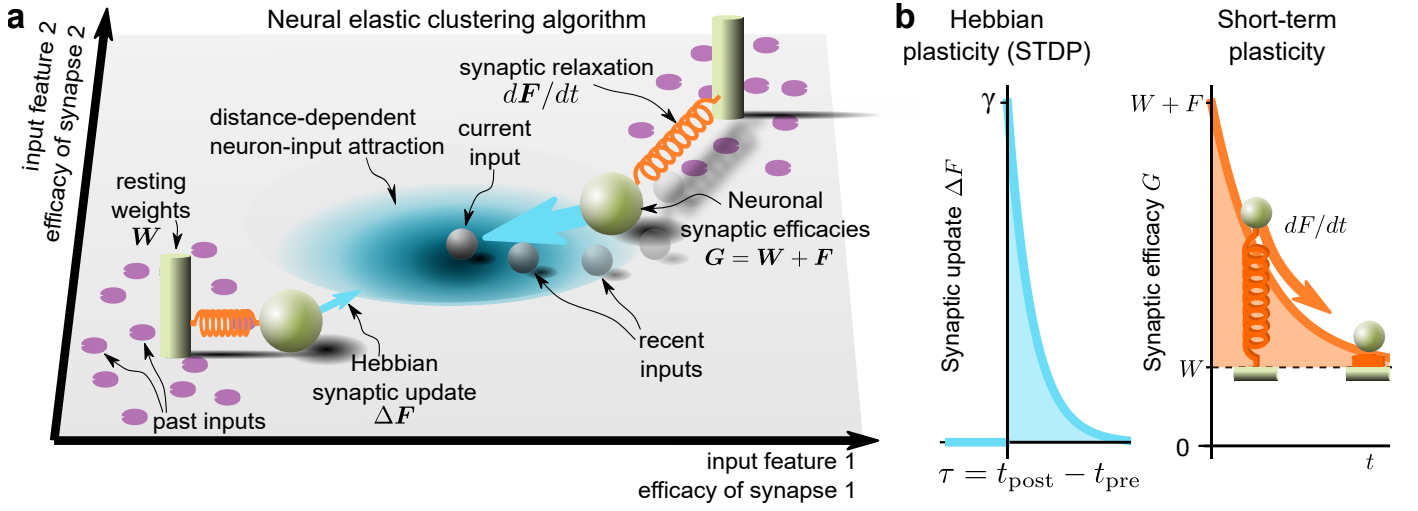 a
Neural elastic clustering algorithm
input feature 2
efficacy of synapse 2
synaptic relaxation
dF/dt
distance-dependent
neuron-input attraction
current
input
resting
weights
W
Neuronal
synaptic efficacies
G = W + F
recent
inputs
Hebbian
synaptic update
ΔF
past inputs
input feature 1
efficacy of synapse 1
b
Hebbian
plasticity (STDP)
γ
Synaptic update ΔF
τ = t_post − t_pre
Short-term
plasticity
W + F
Synaptic efficacy G
dF/dt
W
0
t